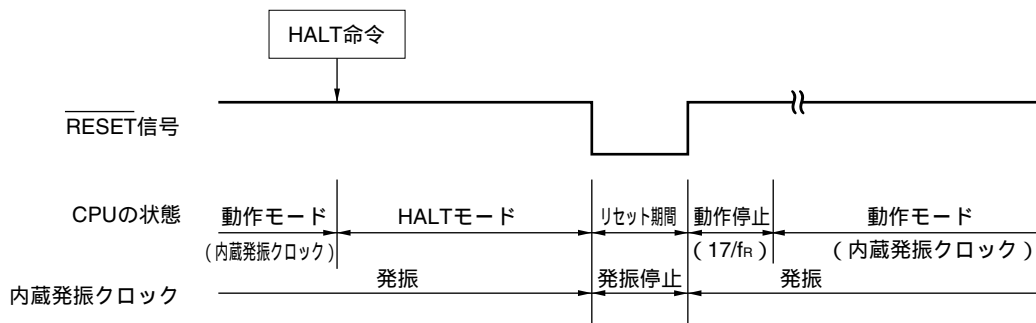 HALT命令
RESET信号
CPUの状態
動作モード
(内蔵発振クロック)
HALTモード
リセット期間
動作停止
(17/fR)
動作モード
(内蔵発振クロック)
内蔵発振クロック
発振
発振停止
発振